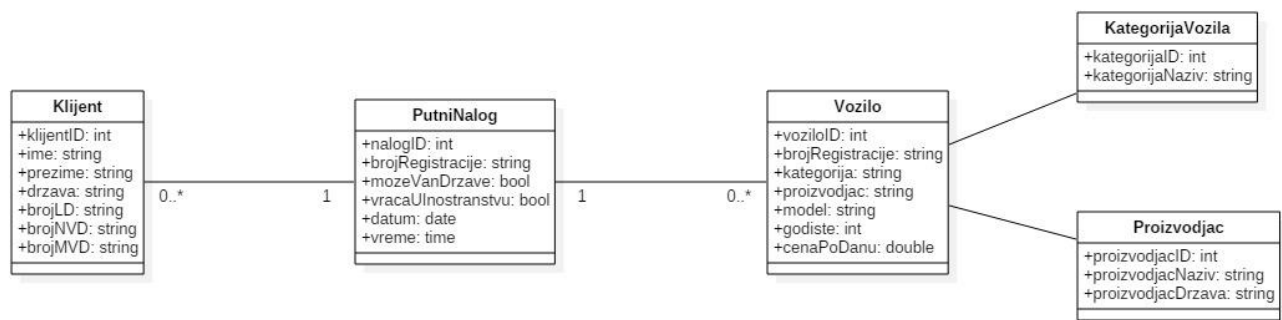 Klijent
+klijentID: int
+ime: string
+prezime: string
+drzava: string
+brojLD: string
+brojNVD: string
+brojMVD: string
0..*
1
PutniNalog
+nalogID: int
+brojRegistracije: string
+mozeVanDrzave: bool
+vracaUInostranstvu: bool
+datum: date
+vreme: time
1
0..*
Vozilo
+voziloID: int
+brojRegistracije: string
+kategorija: string
+proizvodjac: string
+model: string
+godiste: int
+cenaPoDanu: double
KategorijaVozila
+kategorijaID: int
+kategorijaNaziv: string
Proizvodjac
+proizvodjacID: int
+proizvodjacNaziv: string
+proizvodjacDrzava: string